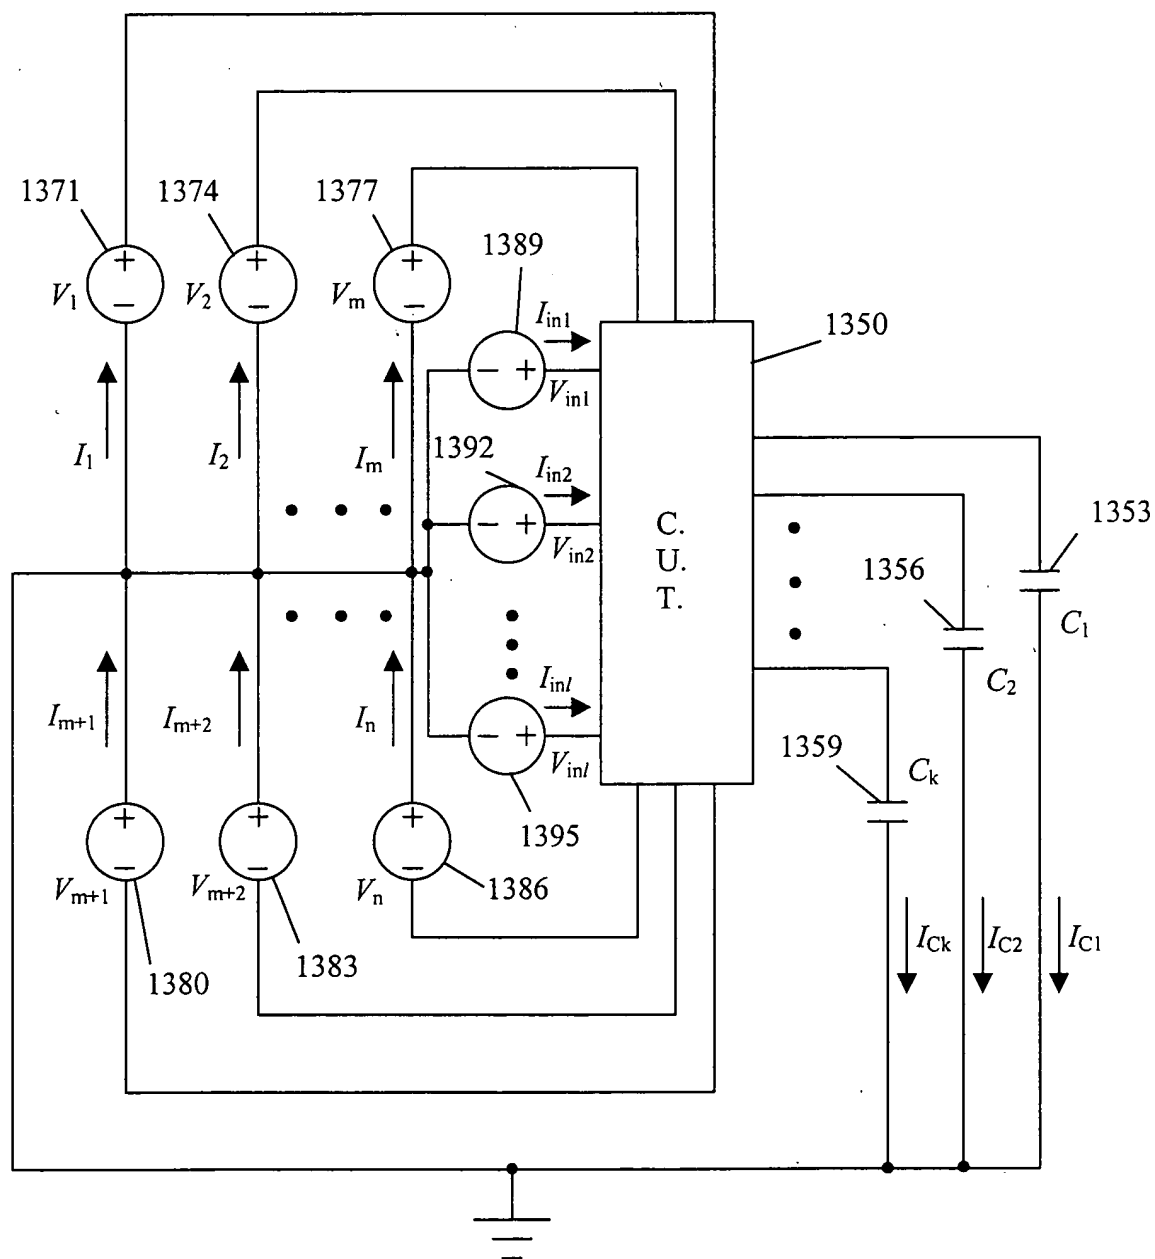 1371
1374
1377
1389
+
+
+
V1
V2
Vm
−
−
−
Iin1
1350
− +
Vin1
I1
I2
Im
1392
Iin2
− +
Vin2
C.
U.
T.
1353
1356
C1
C2
Im+1
Im+2
In
Iinl
− +
Vinl
1359
Ck
1395
+
+
+
Vm+1
Vm+2
Vn
−
−
−
1386
1380
1383
ICk
IC2
IC1